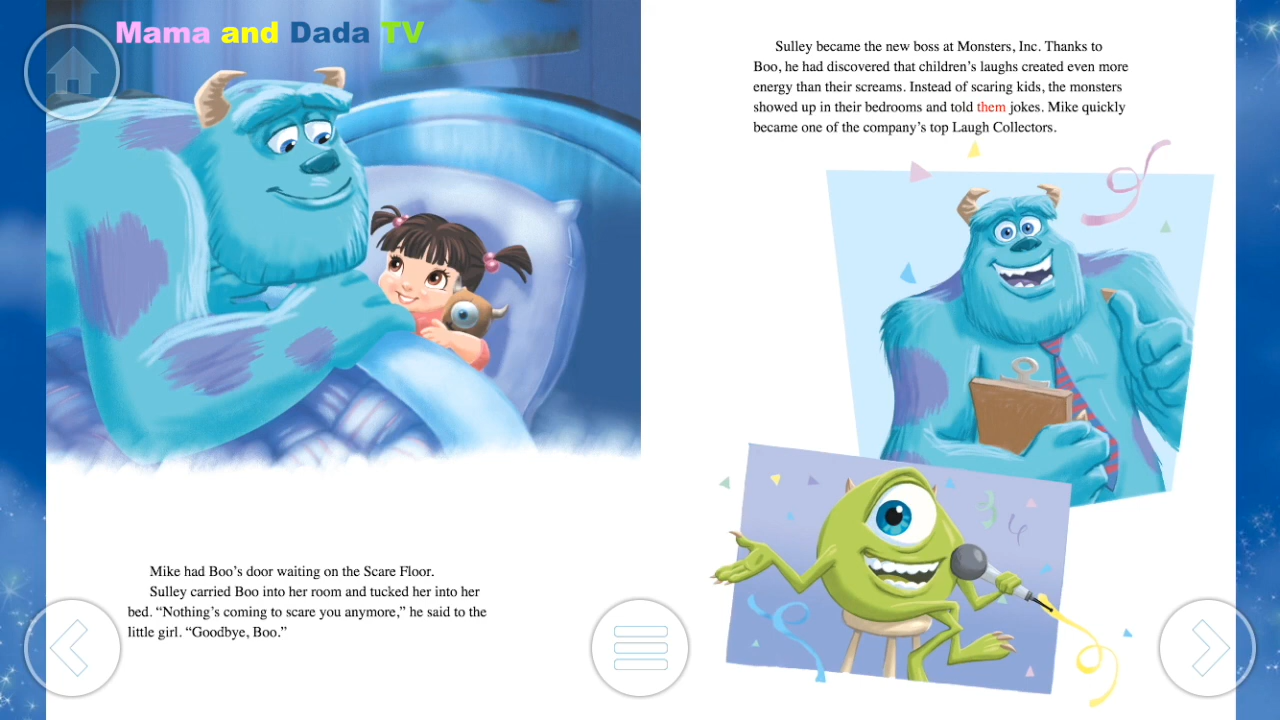 Mama and Dada TV
Mike had Boo’s door waiting on the Scare Floor.
Sulley carried Boo into her room and tucked her into her
bed. “Nothing’s coming to scare you anymore,” he said to the
little girl. “Goodbye, Boo.”
Sulley became the new boss at Monsters, Inc. Thanks to
Boo, he had discovered that children’s laughs created even more
energy than their screams. Instead of scaring kids, the monsters
showed up in their bedrooms and told them jokes. Mike quickly
became one of the company’s top Laugh Collectors.